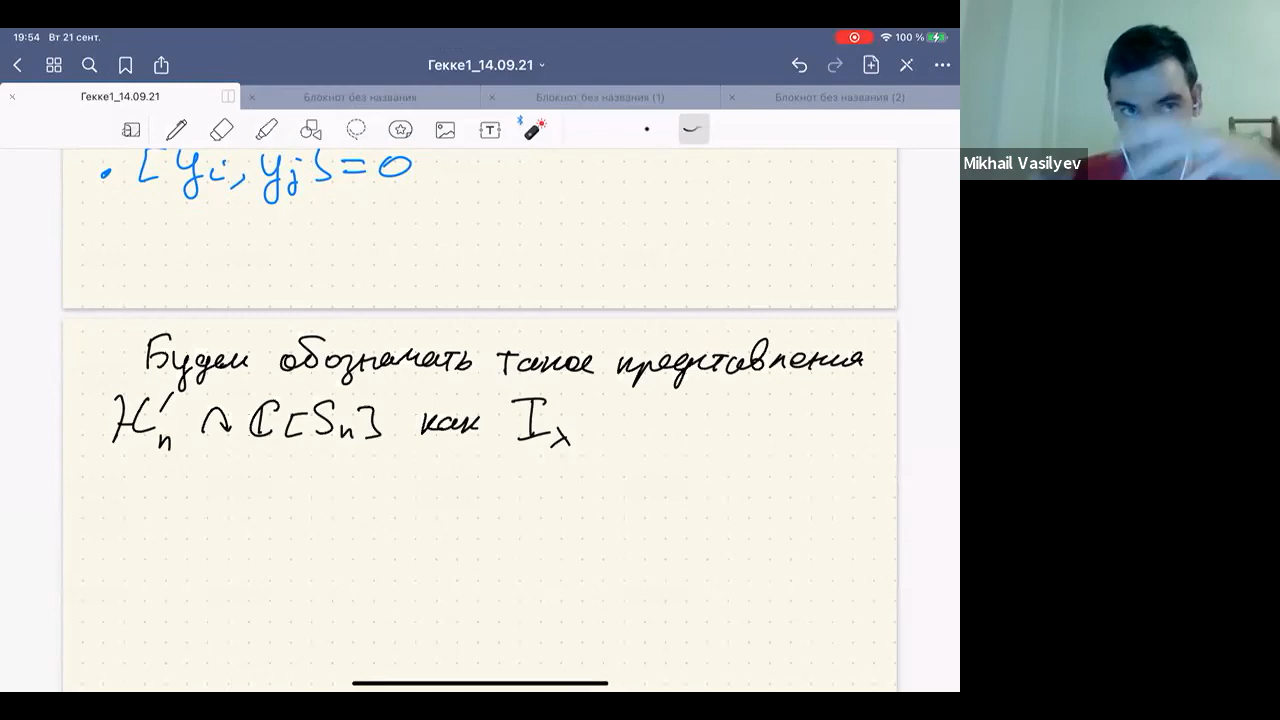 19:54 Вт 21 сент.
100 %
Гекке1_14.09.21
Гекке1_14.09.21
Блокнот без названия
Блокнот без названия (1)
Блокнот без названия (2)
T
Mikhail Vasilyev
• [yi, yj] = 0
Будем обозначать такое представления
H'n ↷ ℂ[Sn] как Iλ